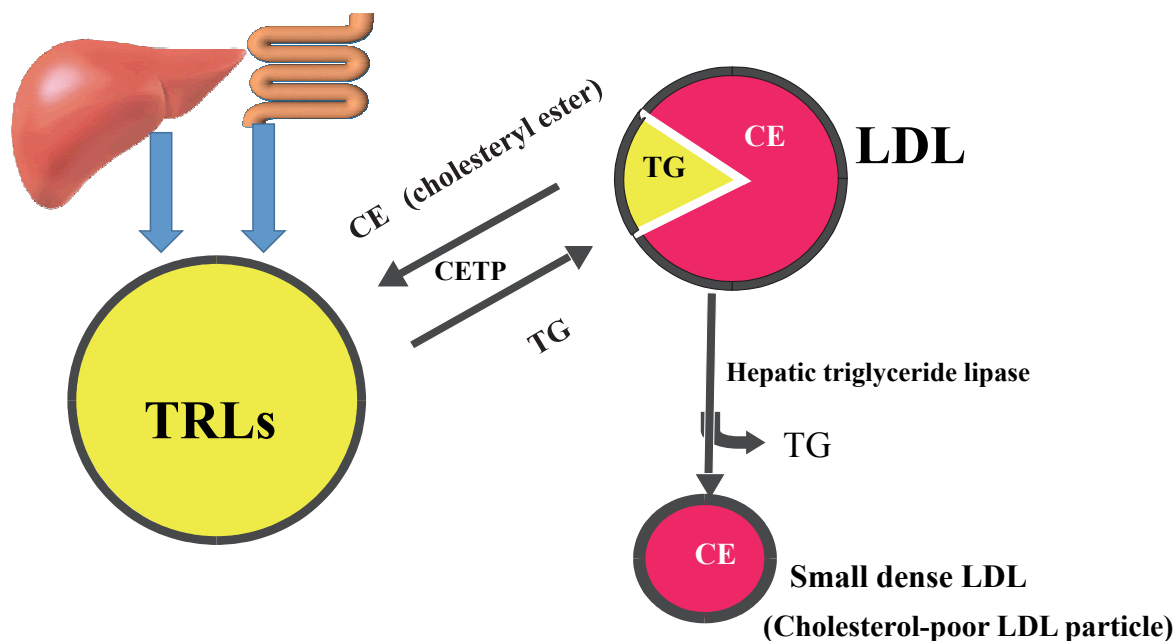 CE (cholesteryl ester)
CETP
TG
TRLs
TG
CE
LDL
Hepatic triglyceride lipase
TG
CE
Small dense LDL
(Cholesterol-poor LDL particle)